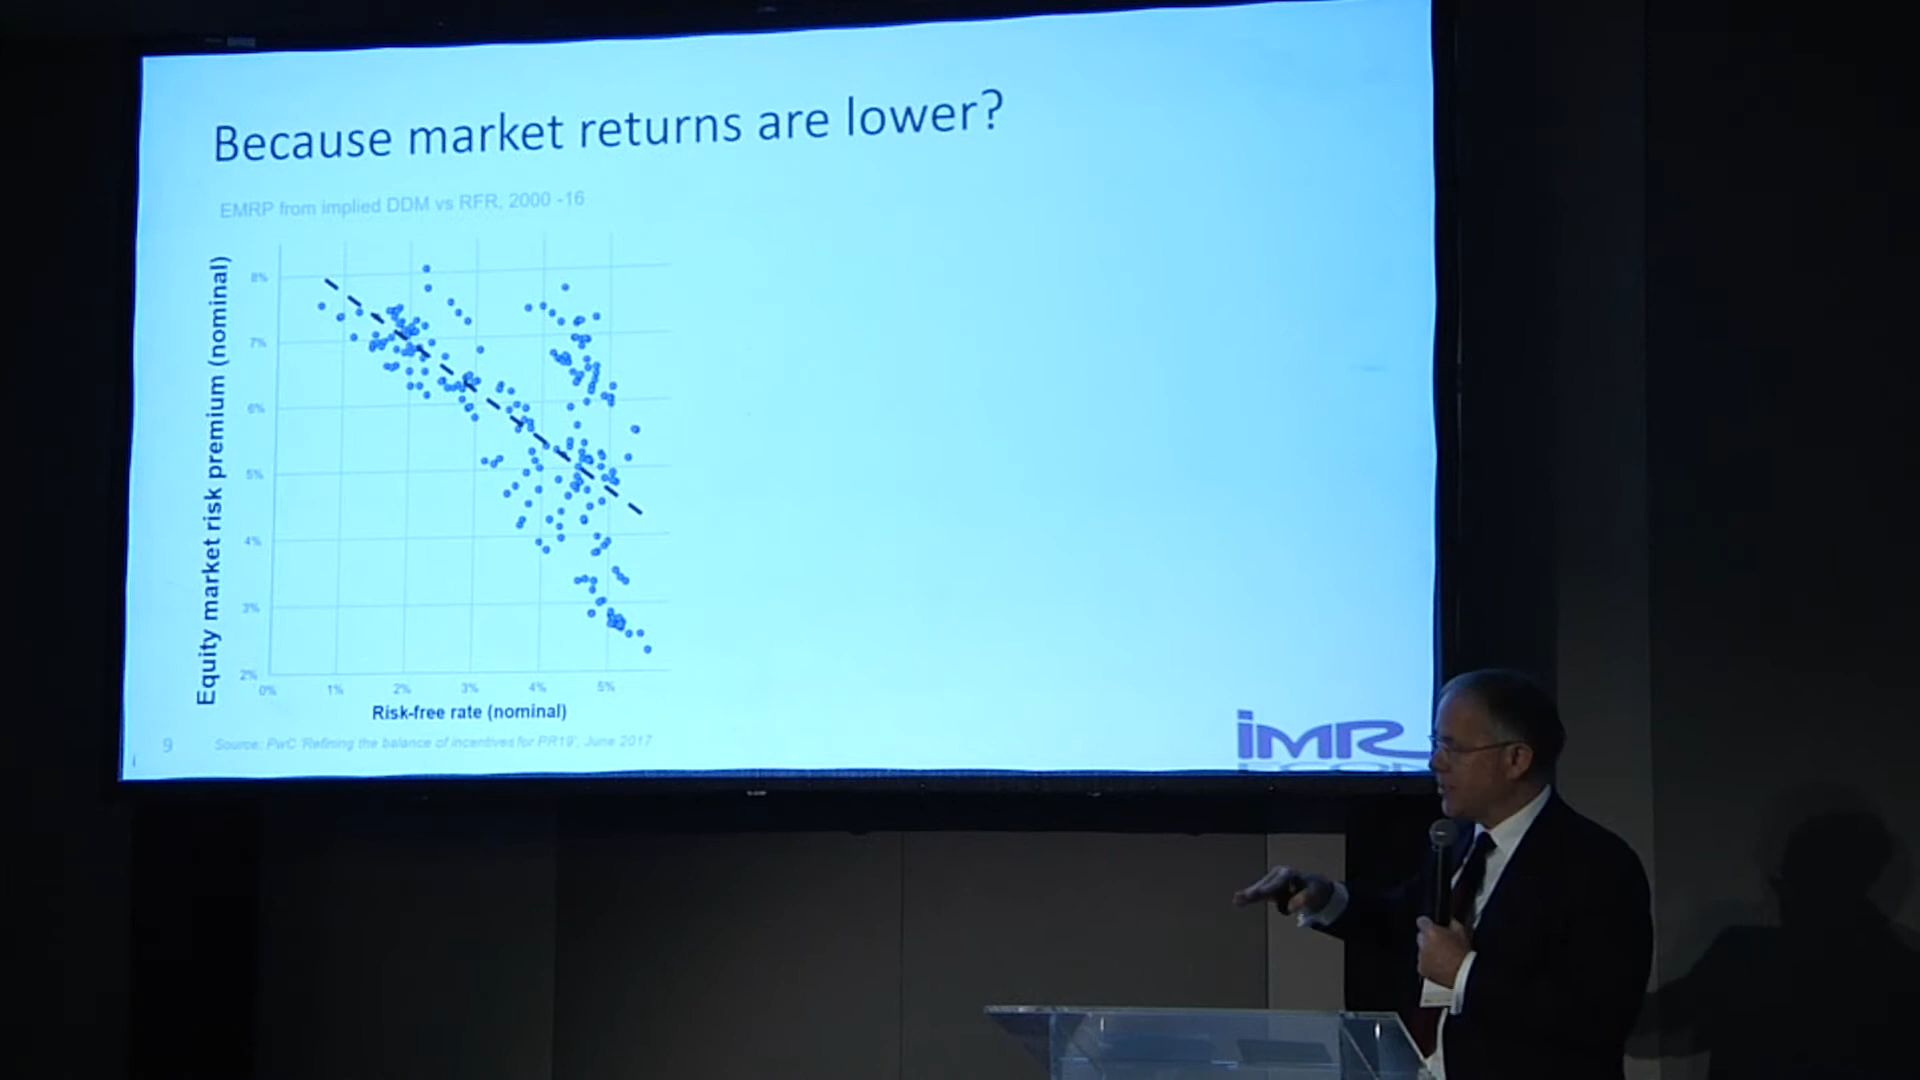 Because market returns are lower?
EMRP from implied DDM vs RFR, 2000 -16
Equity market risk premium (nominal)
8%
7%
6%
5%
4%
3%
2%
0% 1% 2% 3% 4% 5%
Risk-free rate (nominal)
9
Source: PwC 'Refining the balance of incentives for PR19', June 2017
iMR